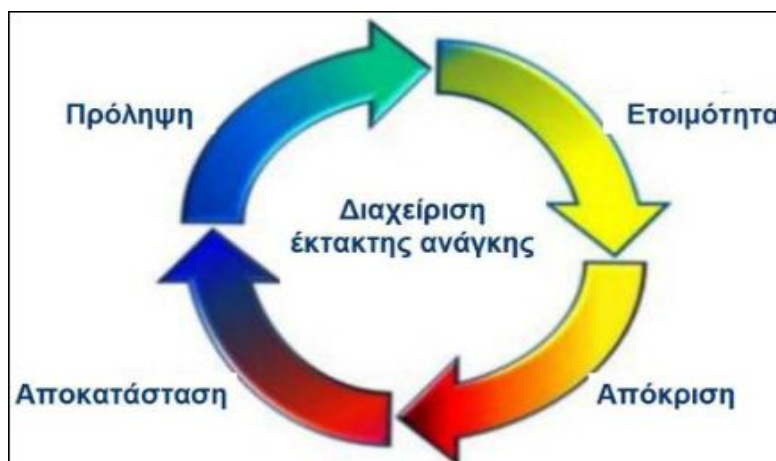 Πρόληψη
Ετοιμότητα
Διαχείριση
έκτακτης ανάγκης
Αποκατάσταση
Απόκριση